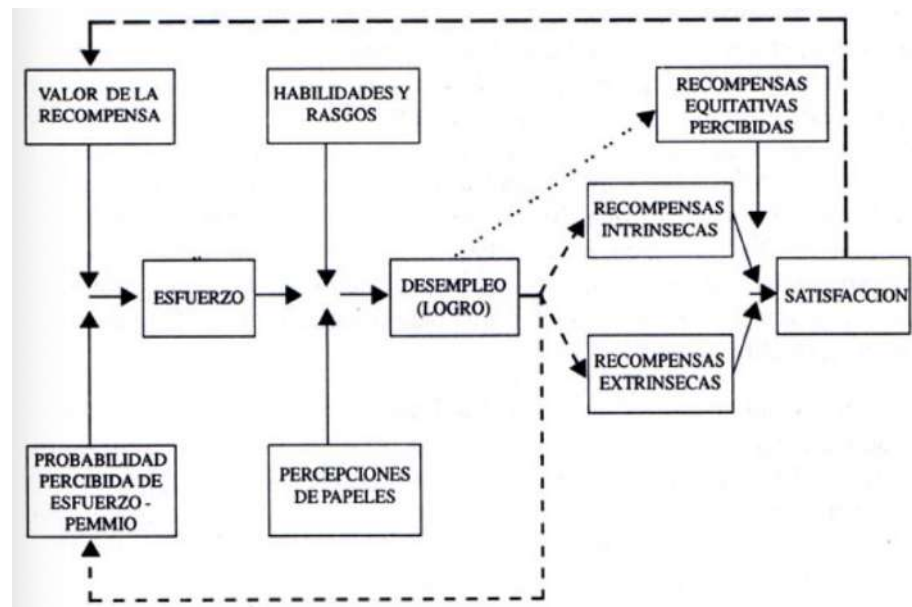 VALOR DE LA
RECOMPENSA
HABILIDADES Y
RASGOS
RECOMPENSAS
EQUITATIVAS
PERCIBIDAS
RECOMPENSAS
INTRINSECAS
ESFUERZO
DESEMPLEO
(LOGRO)
SATISFACCION
RECOMPENSAS
EXTRINSECAS
PROBABILIDAD
PERCIBIDA DE
ESFUERZO -
PEMMIO
PERCEPCIONES
DE PAPELES